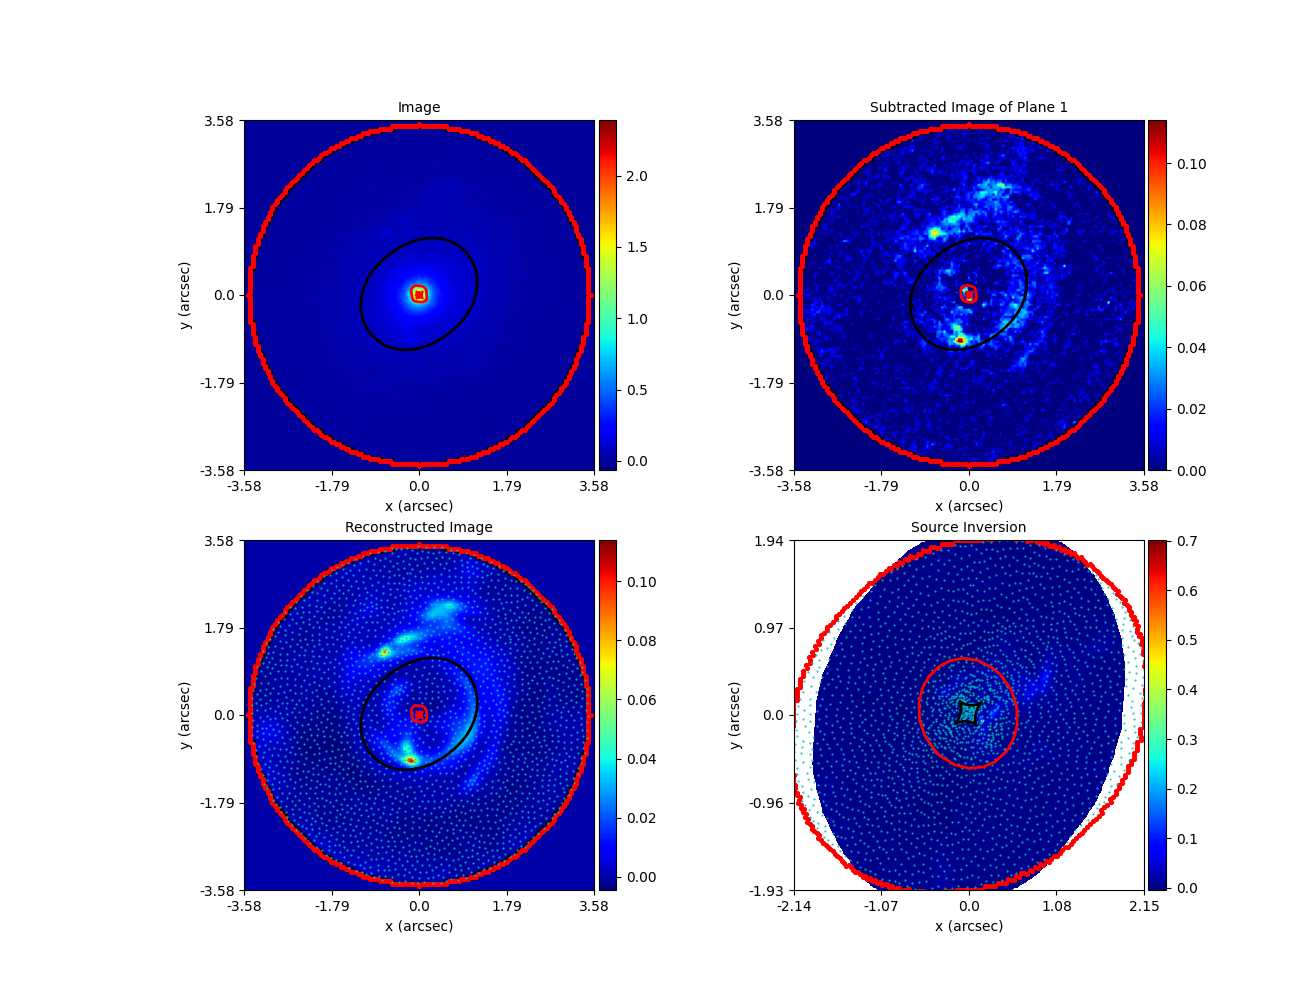 Image
3.58
1.79
0.0
-1.79
-3.58
y (arcsec)
-3.58 -1.79 0.0 1.79 3.58
x (arcsec)
2.0
1.5
1.0
0.5
0.0
Subtracted Image of Plane 1
3.58
1.79
0.0
-1.79
-3.58
y (arcsec)
-3.58 -1.79 0.0 1.79 3.58
x (arcsec)
0.10
0.08
0.06
0.04
0.02
0.00
Reconstructed Image
3.58
1.79
0.0
-1.79
-3.58
y (arcsec)
-3.58 -1.79 0.0 1.79 3.58
x (arcsec)
0.10
0.08
0.06
0.04
0.02
0.00
Source Inversion
1.94
0.97
0.0
-0.96
-1.93
y (arcsec)
-2.14 -1.07 0.0 1.08 2.15
x (arcsec)
0.7
0.6
0.5
0.4
0.3
0.2
0.1
0.0